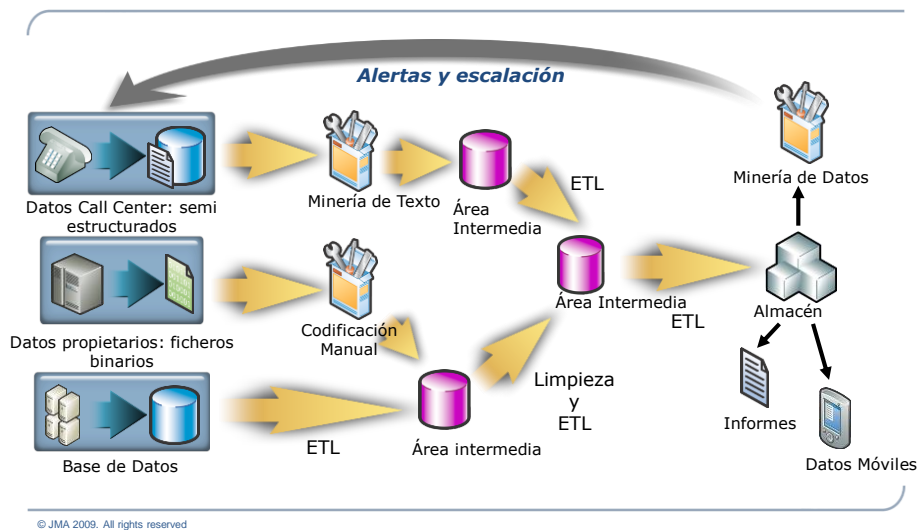 Alertas y escalación
Datos Call Center: semi
estructurados
Minería de Texto
Área
Intermedia
ETL
Minería de Datos
Datos propietarios: ficheros
binarios
Codificación
Manual
Área Intermedia
ETL
Almacén
Base de Datos
ETL
Área intermedia
Limpieza
y
ETL
Informes
Datos Móviles
© JMA 2009. All rights reserved